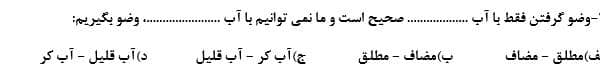 -وضو گرفتن فقط با آب .................... صحیح است و ما نمی توانیم با آب ........................، وضو بگیریم:
ف)مطلق - مضاف ب)مضاف - مطلق ج)آب کر - آب قلیل د)آب قلیل - آب کر